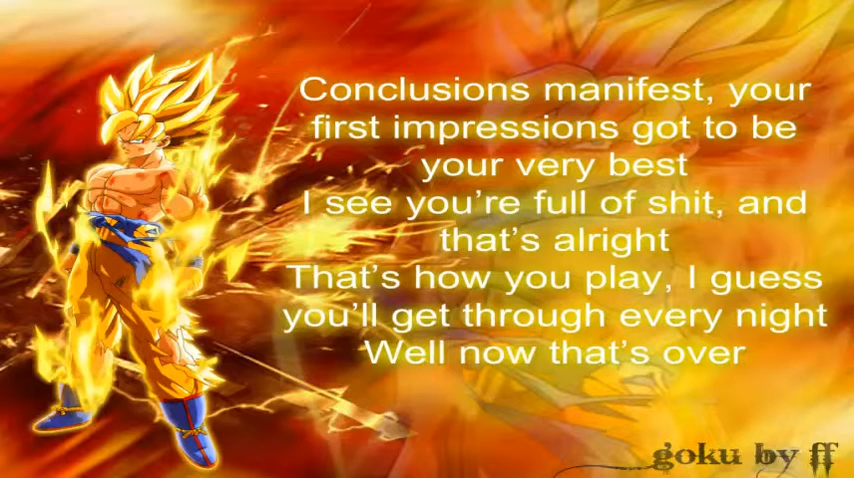 Conclusions manifest, your
first impressions got to be
your very best
I see you’re full of shit, and
that’s alright
That’s how you play, I guess
you’ll get through every night
Well now that’s over
goku by ff